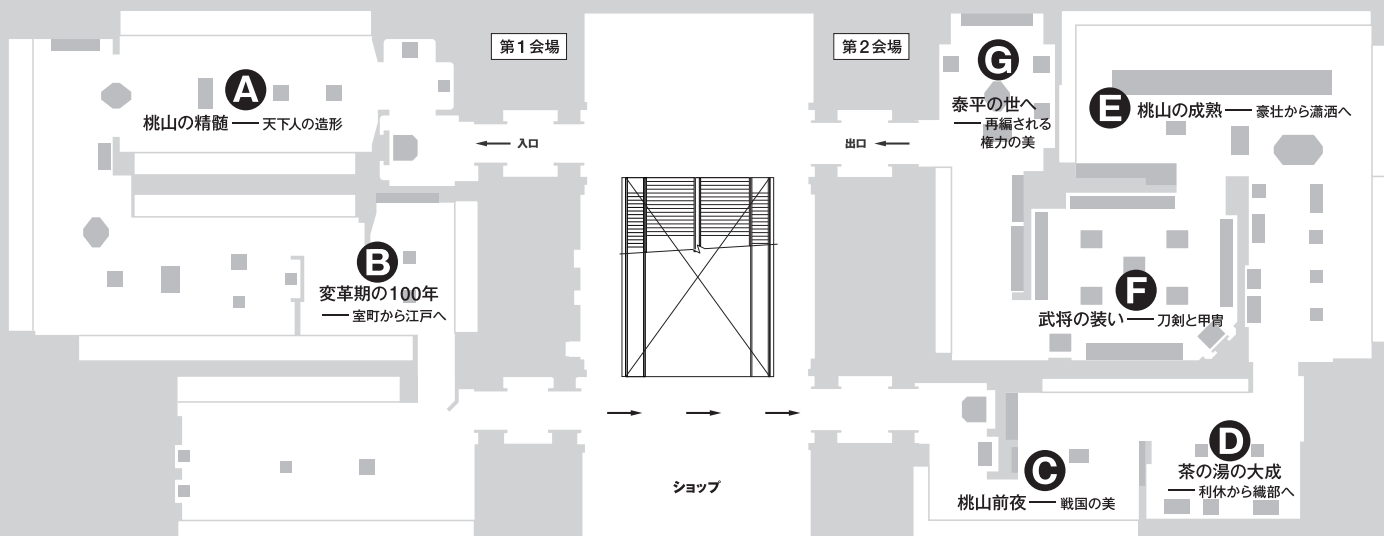 第1会場
入口
A
桃山の精髄 ── 天下人の造形
B
変革期の100年
── 室町から江戸へ
ショップ
第2会場
出口
C
桃山前夜 ── 戦国の美
D
茶の湯の大成
── 利休から織部へ
E
桃山の成熟 ── 豪壮から瀟洒へ
F
武将の装い ── 刀剣と甲冑
G
泰平の世へ
── 再編される
権力の美